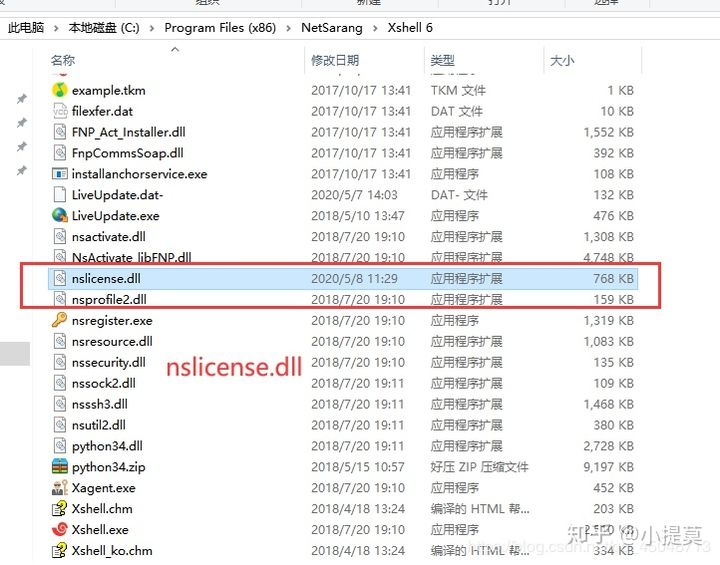 组织 新建 打开 选择
此电脑 > 本地磁盘 (C:) > Program Files (x86) > NetSarang > Xshell 6
名称 修改日期 类型 大小
example.tkm 2017/10/17 13:41 TKM 文件 1 KB
filexfer.dat 2017/10/17 13:41 DAT 文件 10 KB
FNP_Act_Installer.dll 2017/10/17 13:41 应用程序扩展 1,552 KB
FnpCommsSoap.dll 2017/10/17 13:41 应用程序扩展 392 KB
installanchorservice.exe 2017/10/17 13:41 应用程序 108 KB
LiveUpdate.dat- 2020/5/7 14:03 DAT- 文件 132 KB
LiveUpdate.exe 2018/5/10 13:47 应用程序 476 KB
nsactivate.dll 2018/7/20 19:10 应用程序扩展 1,308 KB
NsActivate_libFNP.dll 2018/7/20 19:10 应用程序扩展 4,748 KB
nslicense.dll 2020/5/8 11:29 应用程序扩展 768 KB
nsprofile2.dll 2018/7/20 19:10 应用程序扩展 159 KB
nsregister.exe 2018/7/20 19:10 应用程序 1,319 KB
nsresource.dll 2018/7/20 19:10 应用程序扩展 1,083 KB
nssecurity.dll 2018/7/20 19:10 应用程序扩展 135 KB
nslicense.dll
nssock2.dll 2018/7/20 19:11 应用程序扩展 109 KB
nsssh3.dll 2018/7/20 19:11 应用程序扩展 1,468 KB
nsutil2.dll 2018/7/20 19:11 应用程序扩展 380 KB
python34.dll 2018/7/20 19:11 应用程序扩展 2,728 KB
python34.zip 2018/5/15 10:57 好压 ZIP 压缩文件 9,197 KB
Xagent.exe 2018/7/20 19:10 应用程序 452 KB
Xshell.chm 2018/4/18 13:24 编译的 HTML 帮... 203 KB
Xshell.exe 2018/7/20 19:10 应用程序 KB
Xshell_ko.chm 2018/4/18 13:24 编译的 HTML 帮... 334 KB
知乎 @小提莫